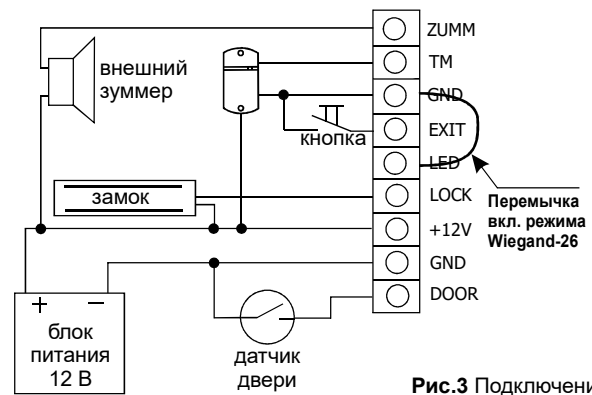 ZUMM
TM
GND
EXIT
LED
LOCK
+12V
GND
DOOR
внешний
зуммер
кнопка
замок
Перемычка
вкл. режима
Wiegand-26
+ −
блок
питания
12 В
датчик
двери
Рис.3 Подключени